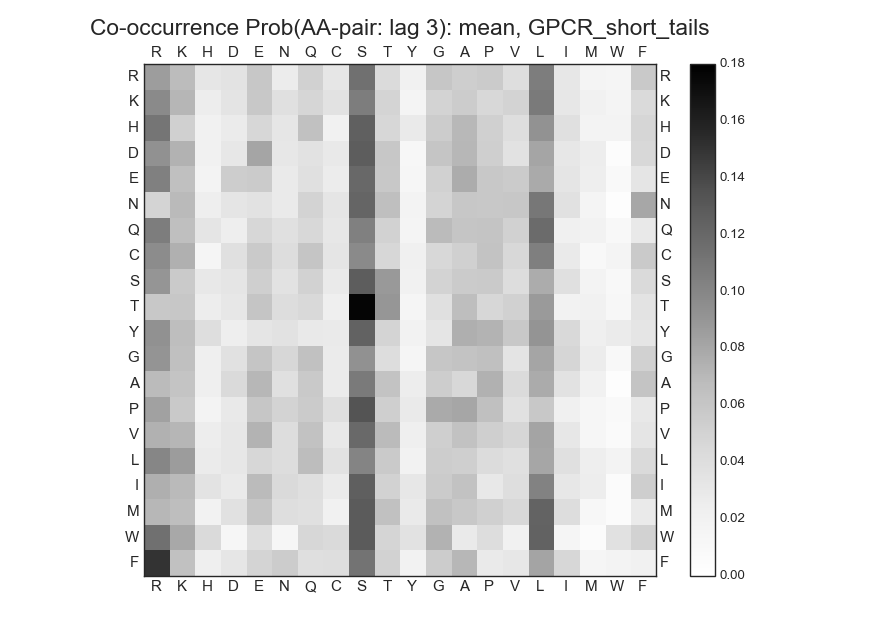 Co-occurrence Prob(AA-pair: lag 3): mean, GPCR_short_tails
R K H D E N Q C S T Y G A P V L I M W F
R R 0.18
K K
H H 0.16
D D
E E 0.14
N N
Q Q 0.12
C C
S S 0.10
T T
Y Y 0.08
G G
A A
P P 0.06
V V
L L 0.04
I I
M M 0.02
W W
F F 0.00
R K H D E N Q C S T Y G A P V L I M W F